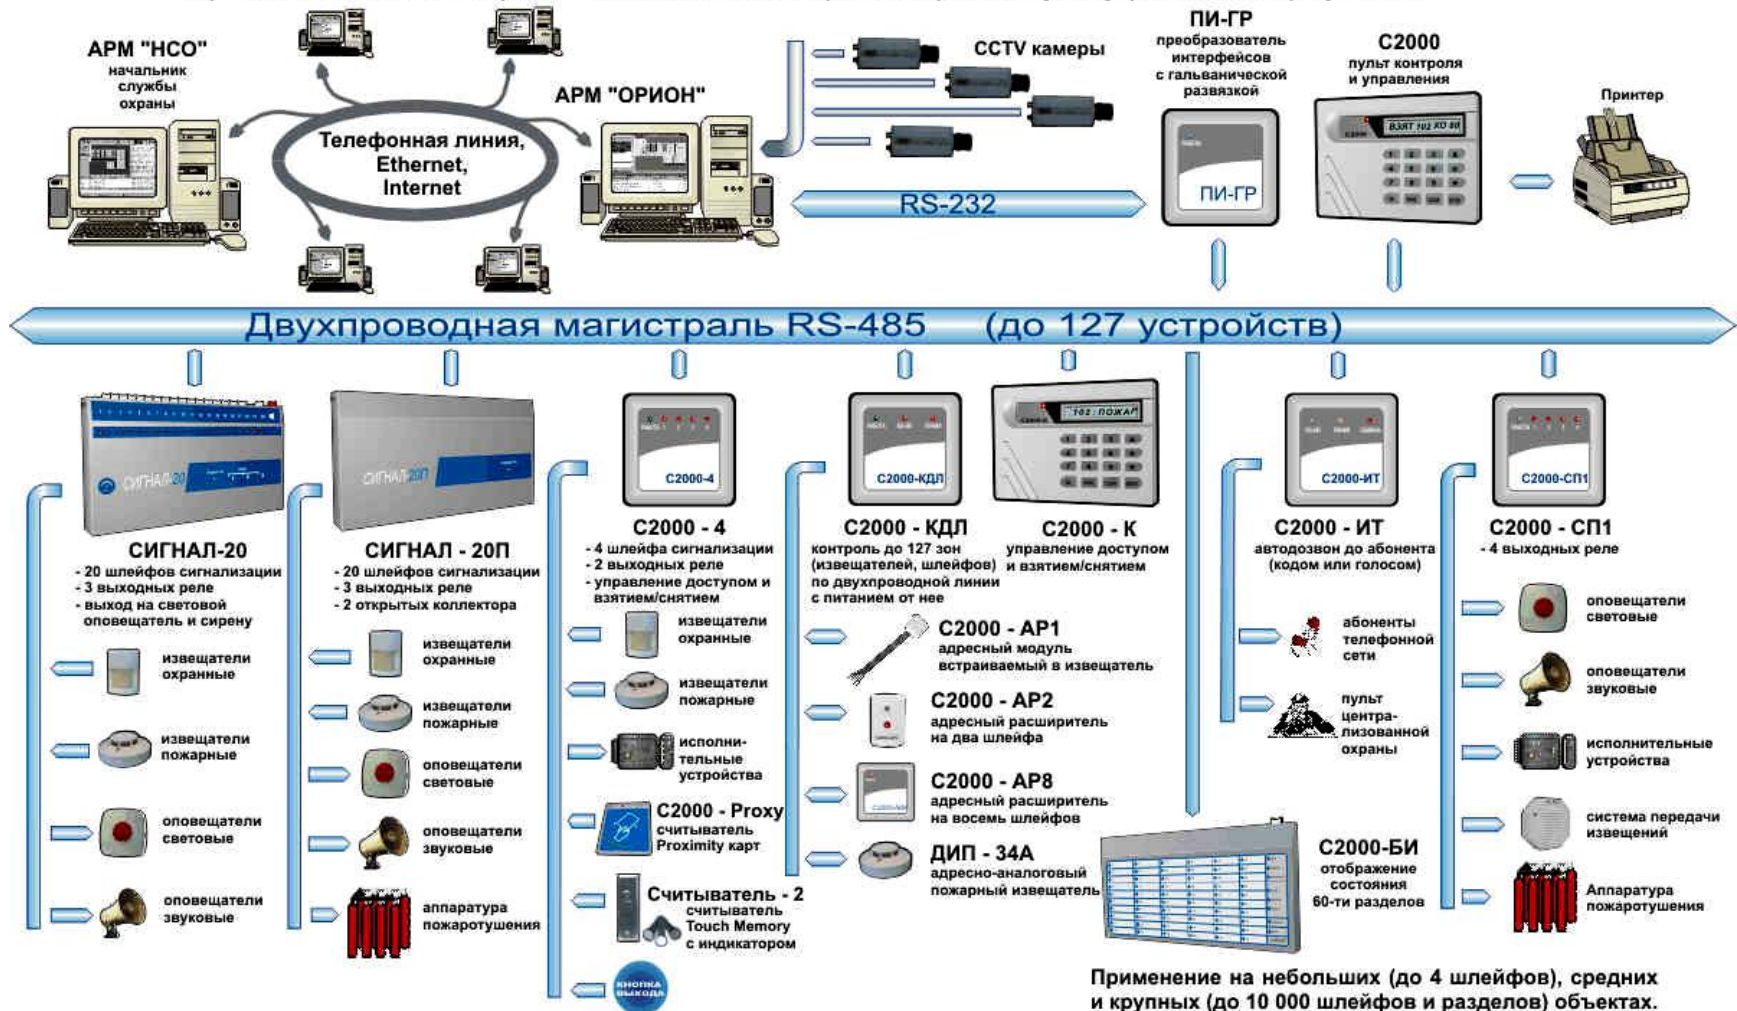 АРМ "НСО"
начальник
службы
охраны
Телефонная линия,
Ethernet,
Internet
АРМ "ОРИОН"
CCTV камеры
RS-232
ПИ-ГР
преобразователь
интерфейсов
с гальванической
развязкой
ПИ-ГР
С2000
пульт контроля
и управления
ВЗЯТ 102
Принтер
Двухпроводная магистраль RS-485 (до 127 устройств)
СИГНАЛ-20
СИГНАЛ-20
- 20 шлейфов сигнализации
- 3 выходных реле
- выход на световой
оповещатель и сирену
извещатели
охранные
извещатели
пожарные
оповещатели
световые
оповещатели
звуковые
СИГНАЛ-20П
СИГНАЛ - 20П
- 20 шлейфов сигнализации
- 3 выходных реле
- 2 открытых коллектора
извещатели
охранные
извещатели
пожарные
оповещатели
световые
оповещатели
звуковые
аппаратура
пожаротушения
С2000-4
С2000 - 4
- 4 шлейфа сигнализации
- 2 выходных реле
- управление доступом и
взятием/снятием
извещатели
охранные
извещатели
пожарные
исполни-
тельные
устройства
С2000 - Proxy
считыватель
Proximity карт
Считыватель - 2
считыватель
Touch Memory
с индикатором
КНОПКА
ВЫХОДА
С2000-КДЛ
С2000 - КДЛ
контроль до 127 зон
(извещателей, шлейфов)
по двухпроводной линии
с питанием от нее
С2000 - АР1
адресный модуль
встраиваемый в извещатель
С2000 - АР2
адресный расширитель
на два шлейфа
С2000 - АР8
адресный расширитель
на восемь шлейфов
ДИП - 34А
адресно-аналоговый
пожарный извещатель
102: ПОЖАР
С2000 - К
управление доступом
и взятием/снятием
С2000-БИ
отображение
состояния
60-ти разделов
С2000-ИТ
С2000 - ИТ
автодозвон до абонента
(кодом или голосом)
абоненты
телефонной
сети
пульт
центра-
лизованной
охраны
С2000-СП1
С2000 - СП1
- 4 выходных реле
оповещатели
световые
оповещатели
звуковые
исполнительные
устройства
система передачи
извещений
Аппаратура
пожаротушения
Применение на небольших (до 4 шлейфов), средних
и крупных (до 10 000 шлейфов и разделов) объектах.